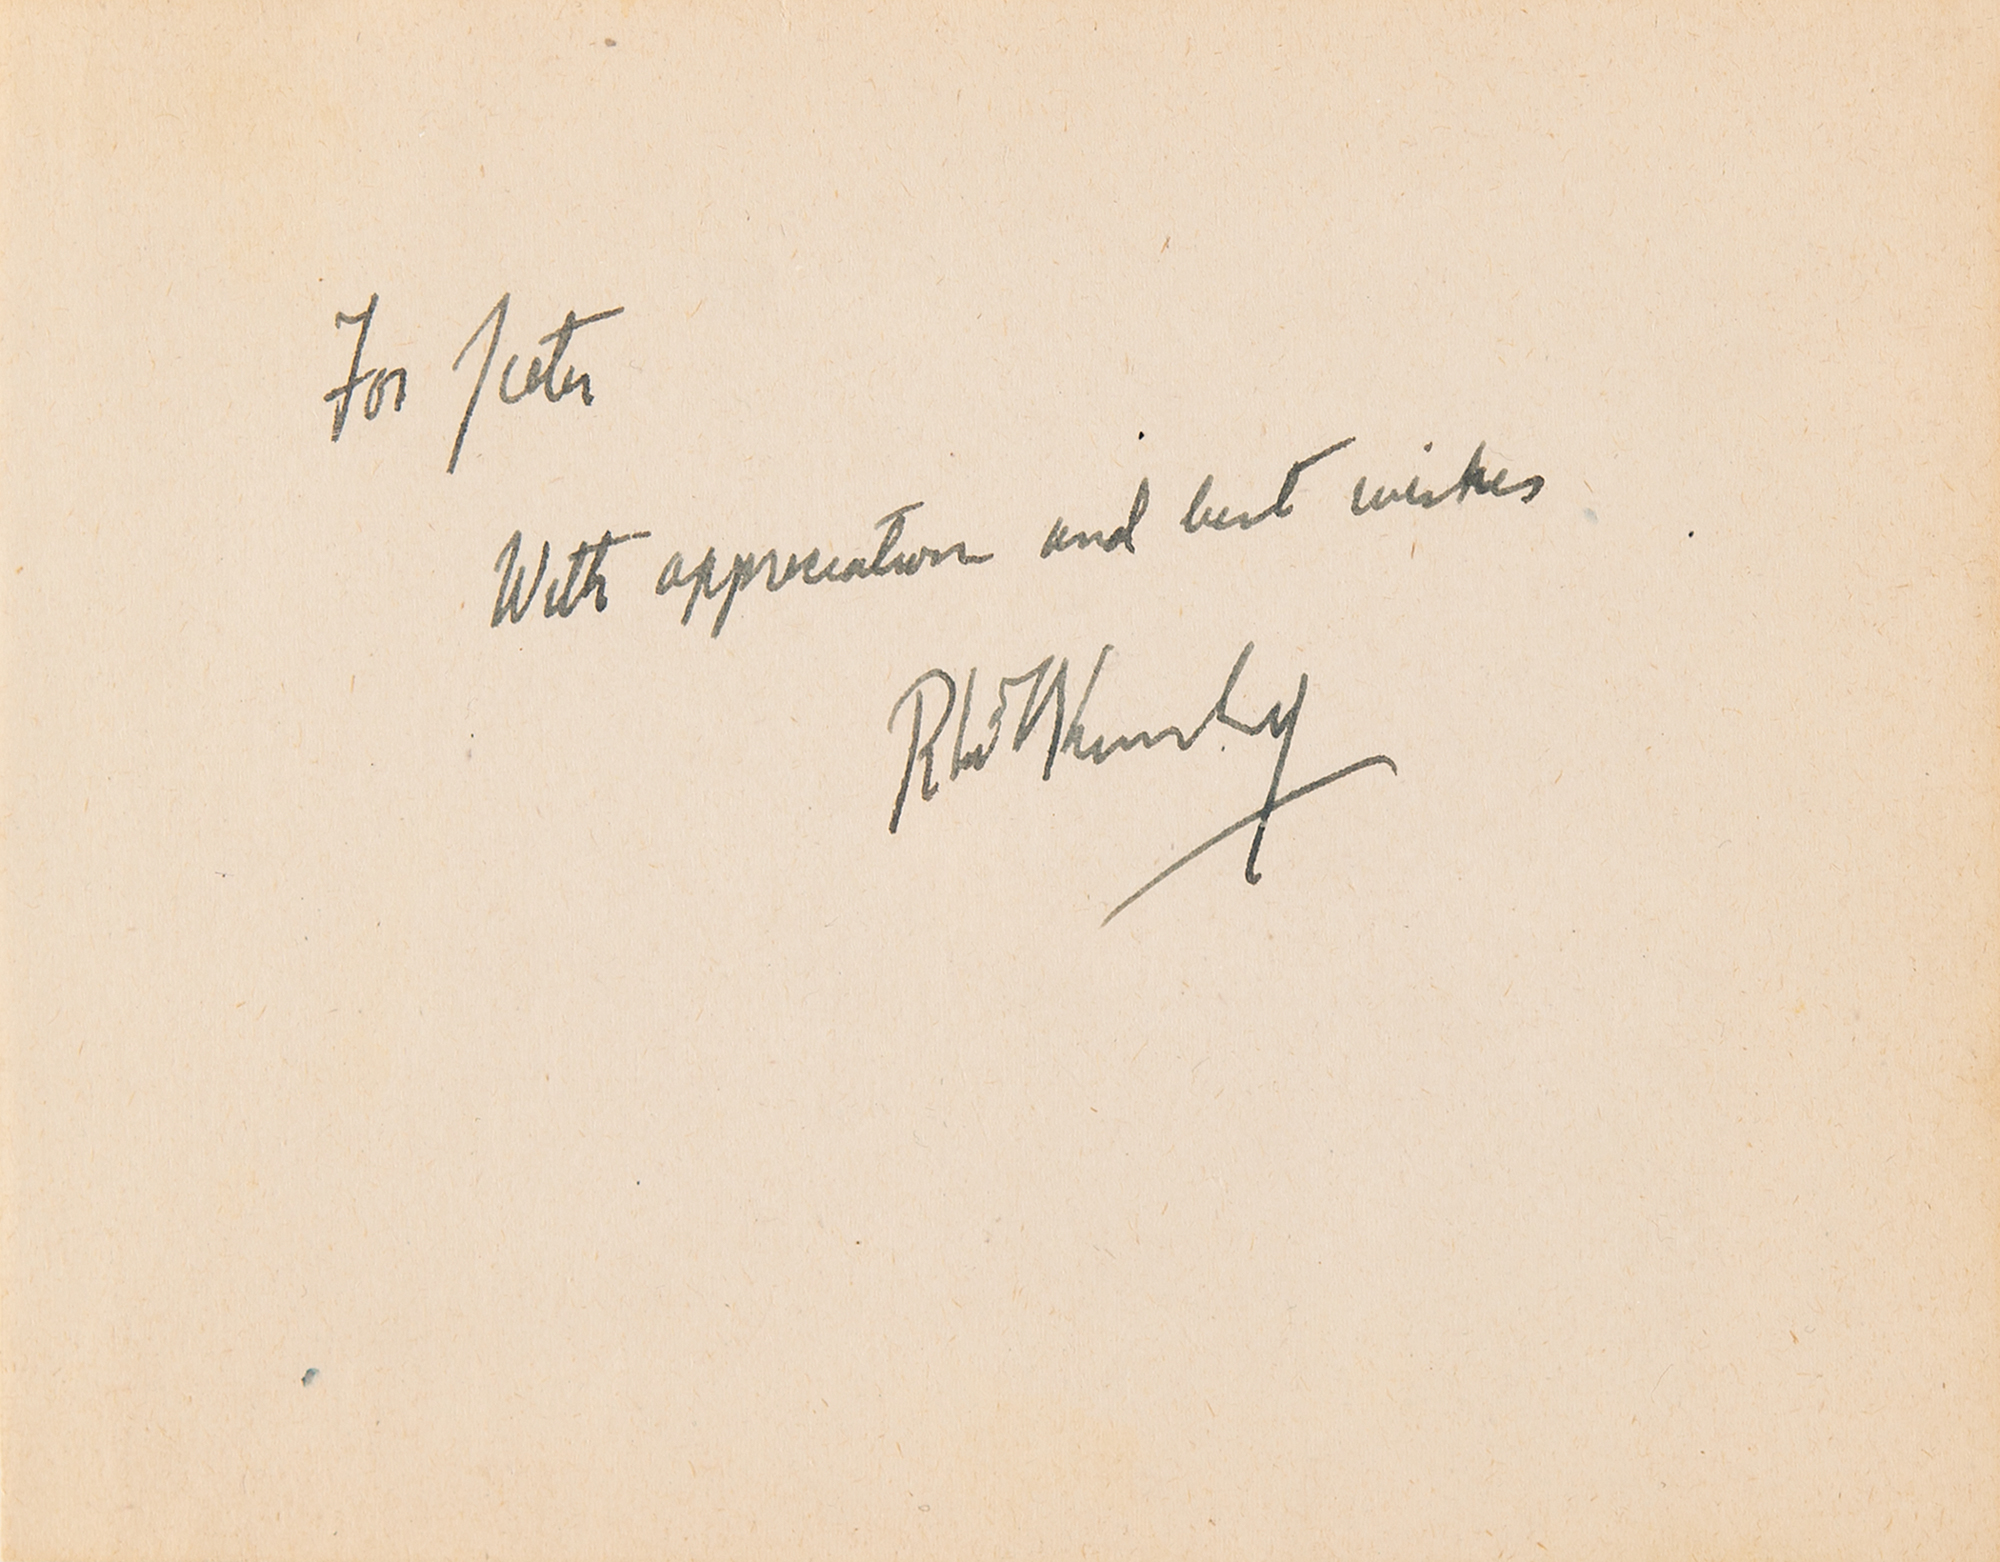 For Peter
With appreciation and best wishes